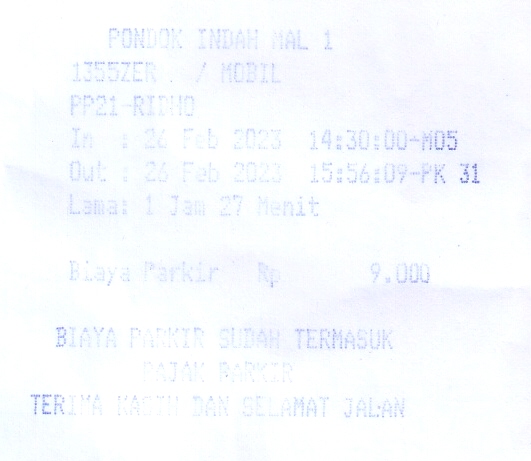 PONDOK INDAH MAL 1
1355ZER . / MOBIL
PP21-RIDHO
In : 26 Feb 2023 14:30:00-M05
Out : 26 Feb 2023 15:56:09-PK 31
Lama: 1 Jam 27 Menit
Biaya Parkir Rp 9.000
BIAYA PARKIR SUDAH TERMASUK
PAJAK PARKIR
TERIMA KASIH DAN SELAMAT JALAN